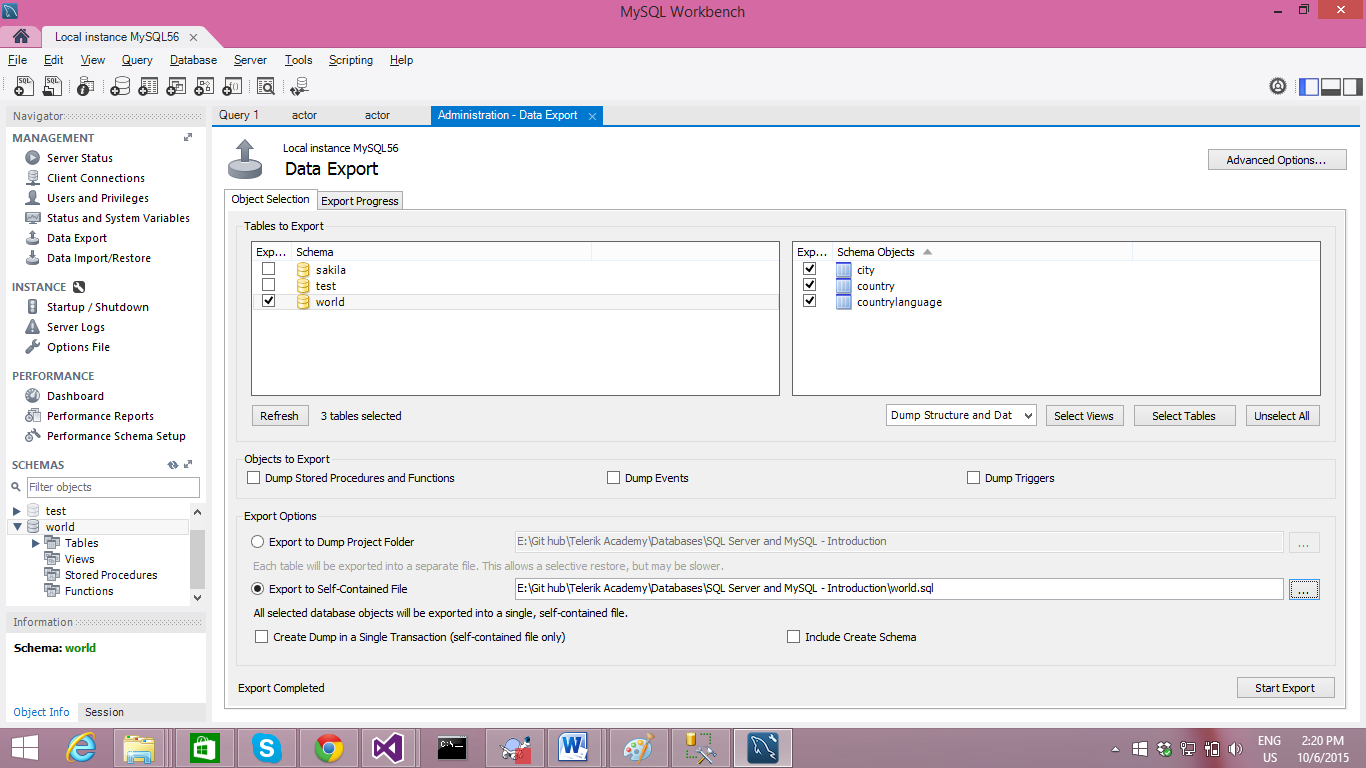 MySQL Workbench
Local instance MySQL56
File Edit View Query Database Server Tools Scripting Help
Navigator
MANAGEMENT
Server Status
Client Connections
Users and Privileges
Status and System Variables
Data Export
Data Import/Restore
INSTANCE
Startup / Shutdown
Server Logs
Options File
PERFORMANCE
Dashboard
Performance Reports
Performance Schema Setup
SCHEMAS
Filter objects
test
world
Tables
Views
Stored Procedures
Functions
Information
Schema: world
Object Info Session
Query 1 actor actor Administration - Data Export
Local instance MySQL56
Data Export
Advanced Options...
Object Selection Export Progress
Tables to Export
Exp... Schema
sakila
test
world
Exp... Schema Objects
city
country
countrylanguage
Refresh 3 tables selected Dump Structure and Dat Select Views Select Tables Unselect All
Objects to Export
Dump Stored Procedures and Functions Dump Events Dump Triggers
Export Options
Export to Dump Project Folder E:\Git hub\Telerik Academy\Databases\SQL Server and MySQL - Introduction ...
Each table will be exported into a separate file. This allows a selective restore, but may be slower.
Export to Self-Contained File E:\Git hub\Telerik Academy\Databases\SQL Server and MySQL - Introduction\world.sql ...
All selected database objects will be exported into a single, self-contained file.
Create Dump in a Single Transaction (self-contained file only) Include Create Schema
Export Completed Start Export
ENG 2:20 PM
US 10/6/2015